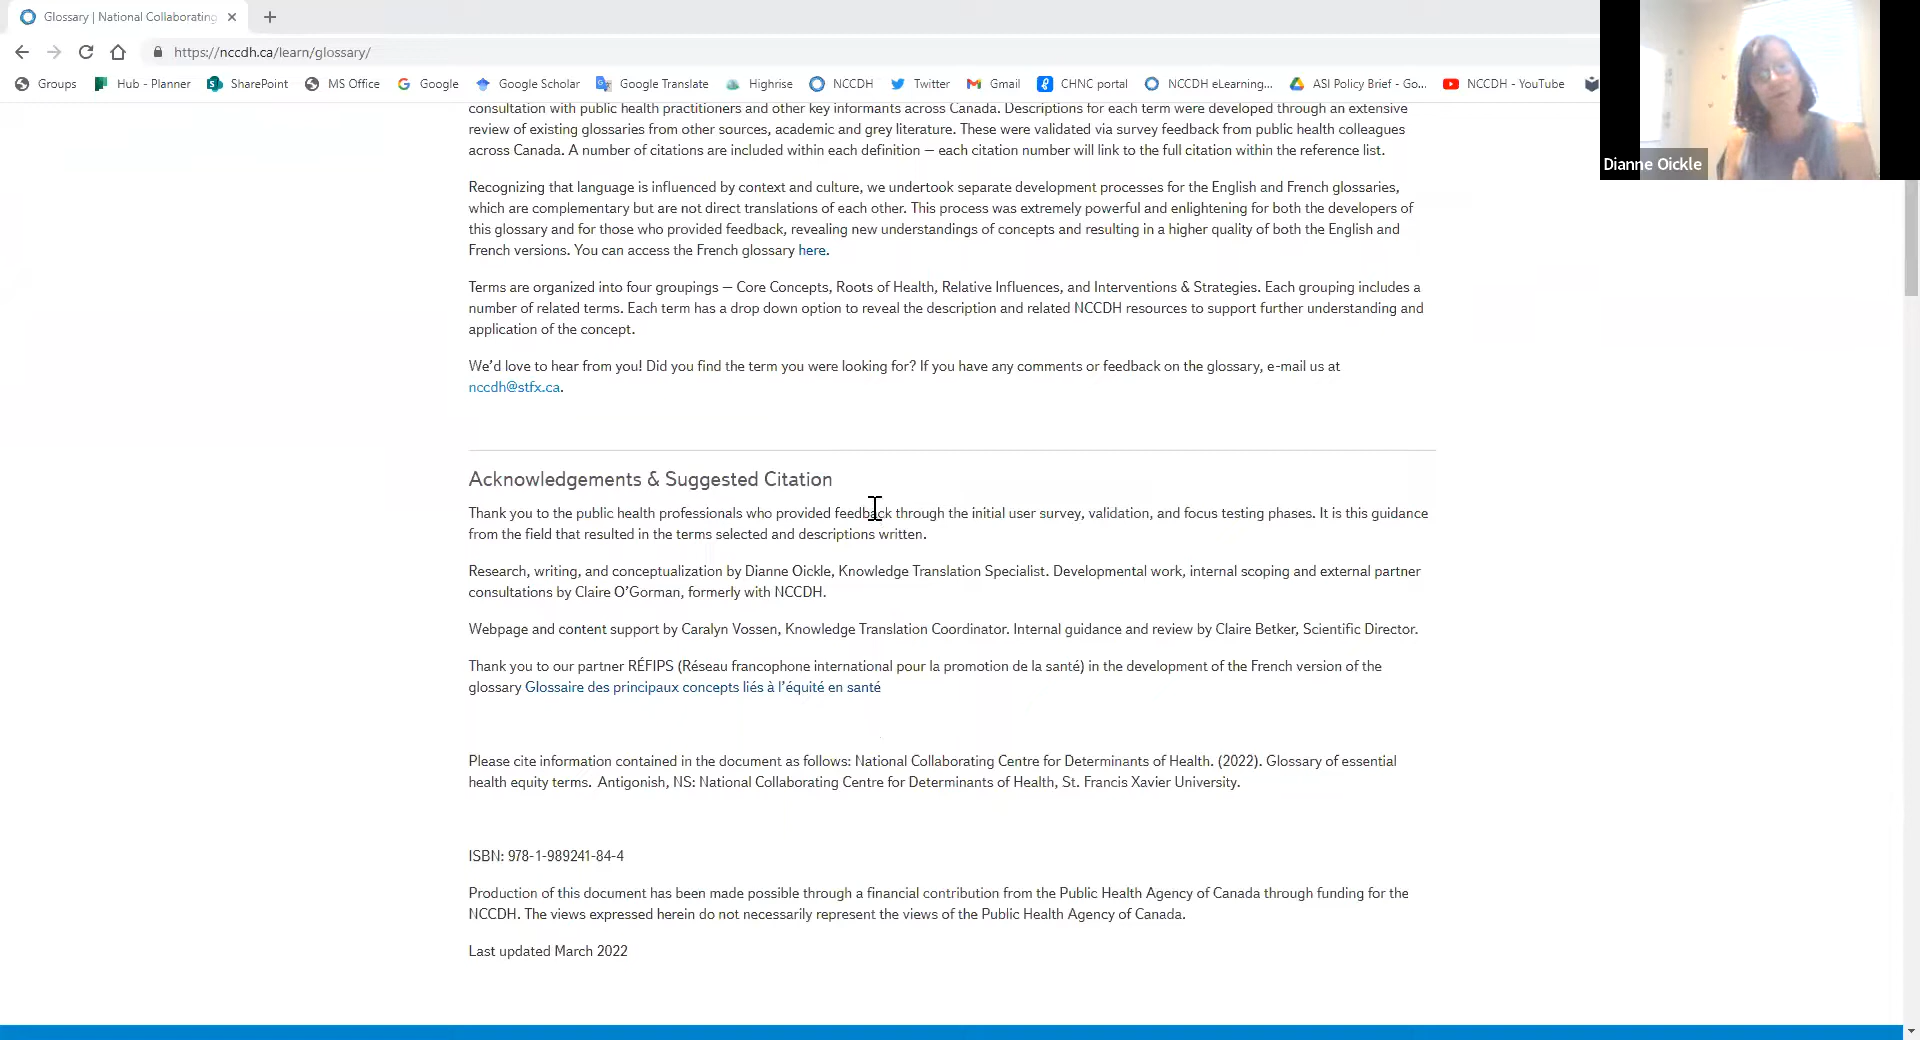 Glossary | National Collaborating
https://nccdh.ca/learn/glossary/
Groups Hub - Planner SharePoint MS Office Google Google Scholar Google Translate Highrise NCCDH Twitter Gmail CHNC portal NCCDH eLearning... ASI Policy Brief - Go... NCCDH - YouTube
Dianne Oickle
consultation with public health practitioners and other key informants across Canada. Descriptions for each term were developed through an extensive
review of existing glossaries from other sources, academic and grey literature. These were validated via survey feedback from public health colleagues
across Canada. A number of citations are included within each definition – each citation number will link to the full citation within the reference list.
Recognizing that language is influenced by context and culture, we undertook separate development processes for the English and French glossaries,
which are complementary but are not direct translations of each other. This process was extremely powerful and enlightening for both the developers of
this glossary and for those who provided feedback, revealing new understandings of concepts and resulting in a higher quality of both the English and
French versions. You can access the French glossary here.
Terms are organized into four groupings – Core Concepts, Roots of Health, Relative Influences, and Interventions & Strategies. Each grouping includes a
number of related terms. Each term has a drop down option to reveal the description and related NCCDH resources to support further understanding and
application of the concept.
We'd love to hear from you! Did you find the term you were looking for? If you have any comments or feedback on the glossary, e-mail us at
nccdh@stfx.ca.
Acknowledgements & Suggested Citation
Thank you to the public health professionals who provided feedback through the initial user survey, validation, and focus testing phases. It is this guidance
from the field that resulted in the terms selected and descriptions written.
Research, writing, and conceptualization by Dianne Oickle, Knowledge Translation Specialist. Developmental work, internal scoping and external partner
consultations by Claire O'Gorman, formerly with NCCDH.
Webpage and content support by Caralyn Vossen, Knowledge Translation Coordinator. Internal guidance and review by Claire Betker, Scientific Director.
Thank you to our partner RÉFIPS (Réseau francophone international pour la promotion de la santé) in the development of the French version of the
glossary Glossaire des principaux concepts liés à l'équité en santé
Please cite information contained in the document as follows: National Collaborating Centre for Determinants of Health. (2022). Glossary of essential
health equity terms. Antigonish, NS: National Collaborating Centre for Determinants of Health, St. Francis Xavier University.
ISBN: 978-1-989241-84-4
Production of this document has been made possible through a financial contribution from the Public Health Agency of Canada through funding for the
NCCDH. The views expressed herein do not necessarily represent the views of the Public Health Agency of Canada.
Last updated March 2022